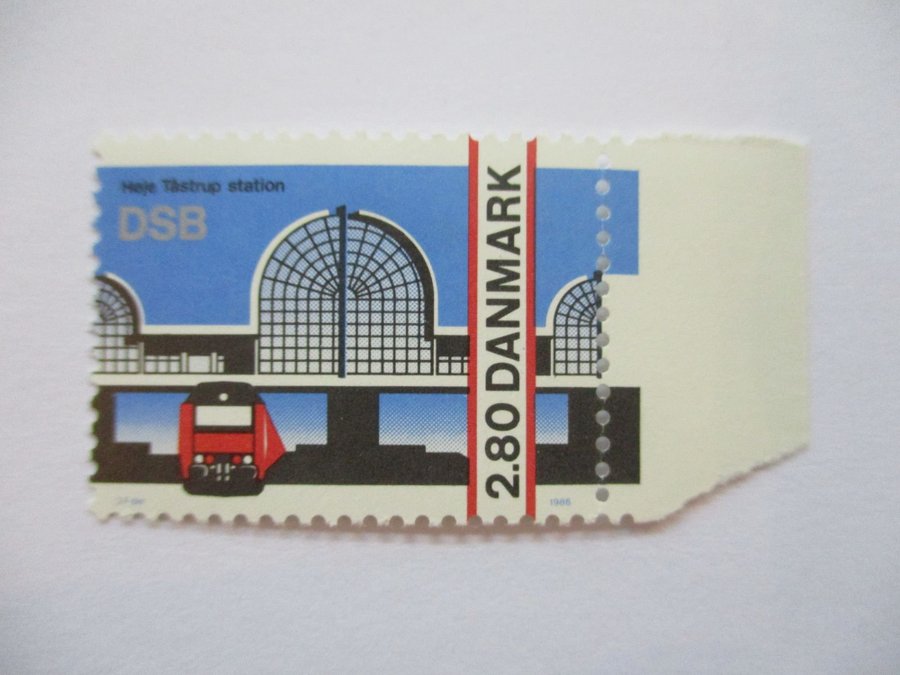 Høje Tåstrup station
DSB
2.80 DANMARK
1986